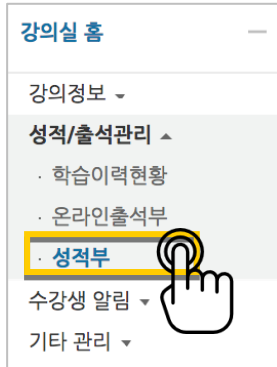 강의실 홈
강의정보
성적/출석관리
· 학습이력현황
· 온라인출석부
· 성적부
수강생 알림
기타 관리